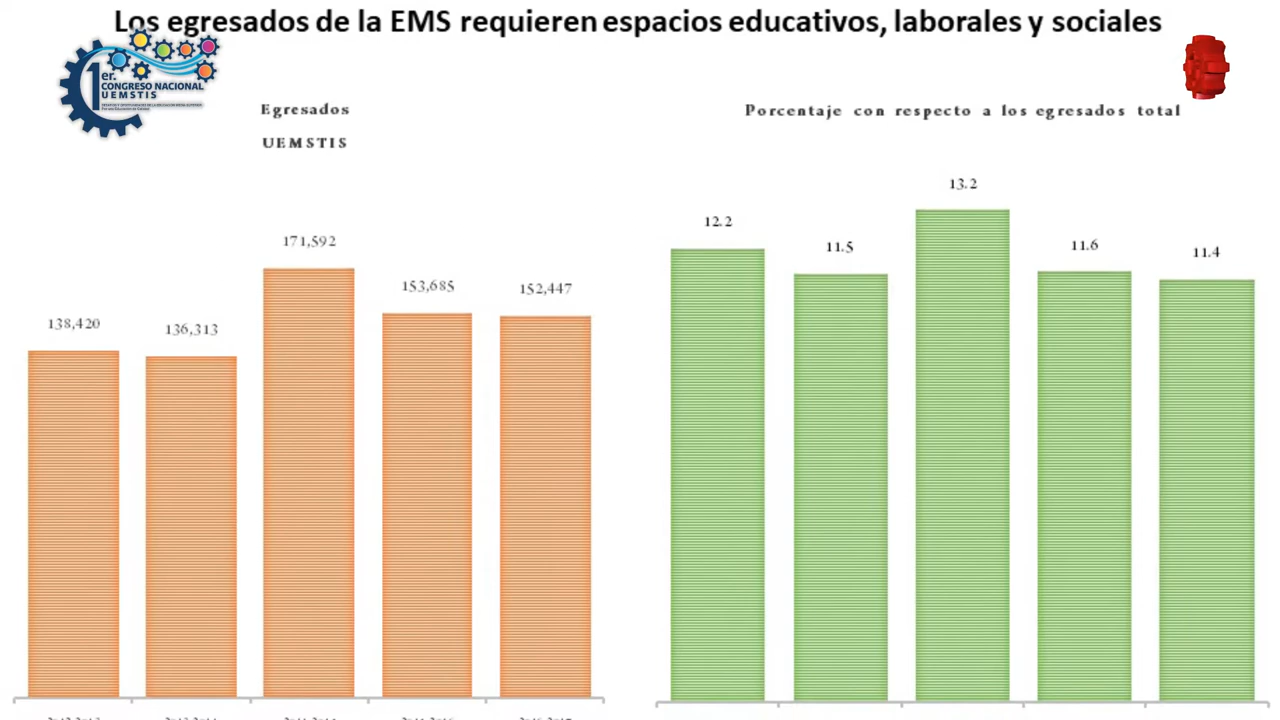 Los egresados de la EMS requieren espacios educativos, laborales y sociales
1er.
CONGRESO NACIONAL
UEMSTIS
Egresados
UEMSTIS
138,420
136,313
171,592
153,685
152,447
Porcentaje con respecto a los egresados total
12.2
11.5
13.2
11.6
11.4